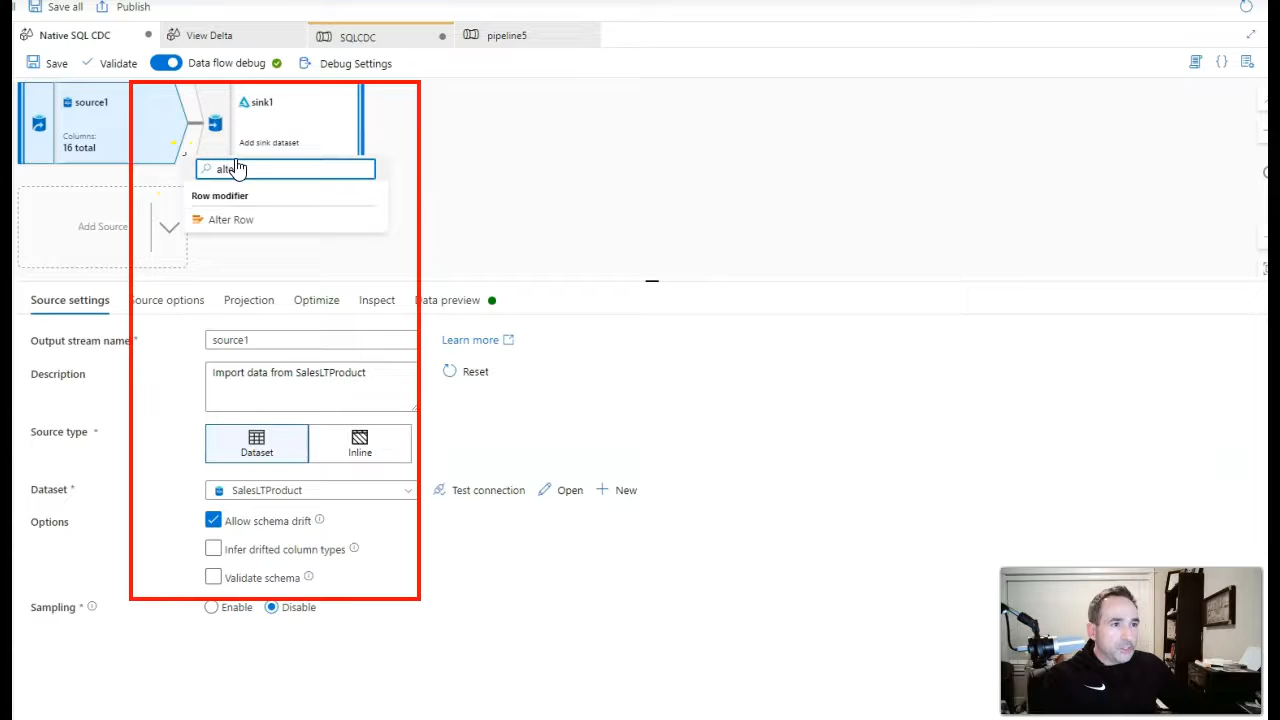 Save all Publish
Native SQL CDC View Delta SQLCDC pipeline5
Save Validate Data flow debug Debug Settings
source1
Columns:
16 total
sink1
Add sink dataset
Row modifier
Alter Row
Add Source
Source settings Source options Projection Optimize Inspect Data preview
Output stream name * source1 Learn more
Description Import data from SalesLTProduct Reset
Source type * Dataset Inline
Dataset * SalesLTProduct Test connection Open New
Options Allow schema drift
Infer drifted column types
Validate schema
Sampling * Enable Disable